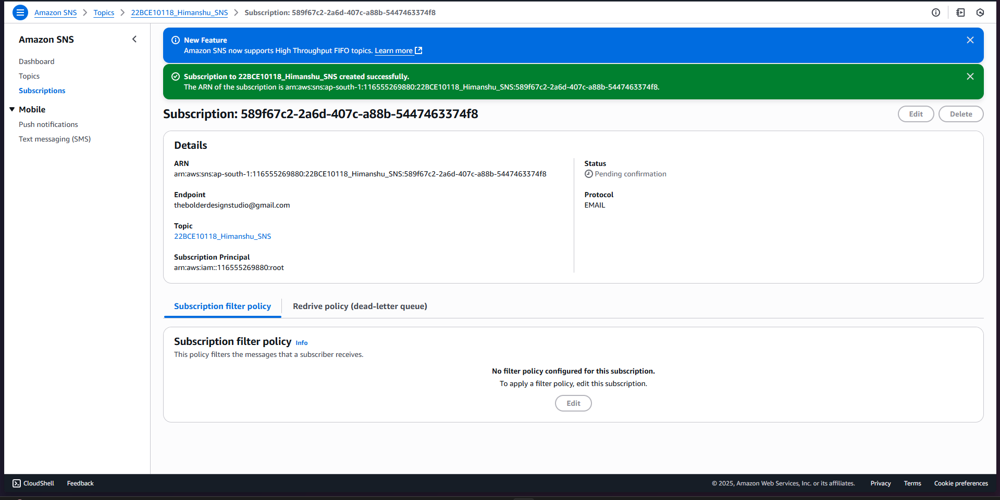 Amazon SNS > Topics > 22BCE10118_Himanshu_SNS > Subscription: 589f67c2-2a6d-407c-a88b-5447463374f8
Amazon SNS
Dashboard
Topics
Subscriptions
Mobile
Push notifications
Text messaging (SMS)
New Feature
Amazon SNS now supports High Throughput FIFO topics. Learn more
Subscription to 22BCE10118_Himanshu_SNS created successfully.
The ARN of the subscription is arn:aws:sns:ap-south-1:116555269880:22BCE10118_Himanshu_SNS:589f67c2-2a6d-407c-a88b-5447463374f8.
Subscription: 589f67c2-2a6d-407c-a88b-5447463374f8
Edit
Delete
Details
ARN
arn:aws:sns:ap-south-1:116555269880:22BCE10118_Himanshu_SNS:589f67c2-2a6d-407c-a88b-5447463374f8
Endpoint
thebolderdesignstudio@gmail.com
Topic
22BCE10118_Himanshu_SNS
Subscription Principal
arn:aws:iam::116555269880:root
Status
Pending confirmation
Protocol
EMAIL
Subscription filter policy
Redrive policy (dead-letter queue)
Subscription filter policy Info
This policy filters the messages that a subscriber receives.
No filter policy configured for this subscription.
To apply a filter policy, edit this subscription.
Edit
CloudShell
Feedback
© 2025, Amazon Web Services, Inc. or its affiliates.
Privacy
Terms
Cookie preferences